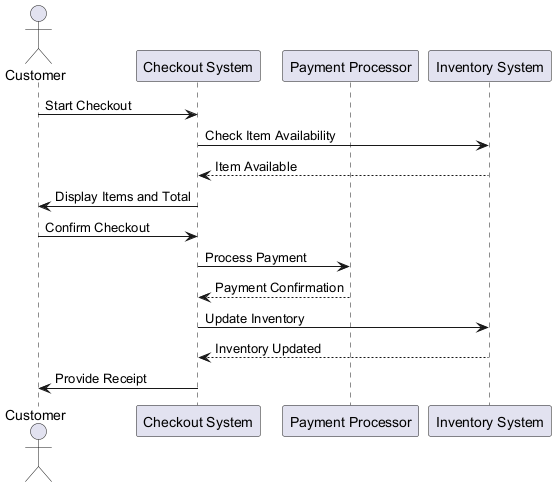 Customer
Checkout System
Payment Processor
Inventory System
Start Checkout
Check Item Availability
Item Available
Display Items and Total
Confirm Checkout
Process Payment
Payment Confirmation
Update Inventory
Inventory Updated
Provide Receipt
Customer
Checkout System
Payment Processor
Inventory System